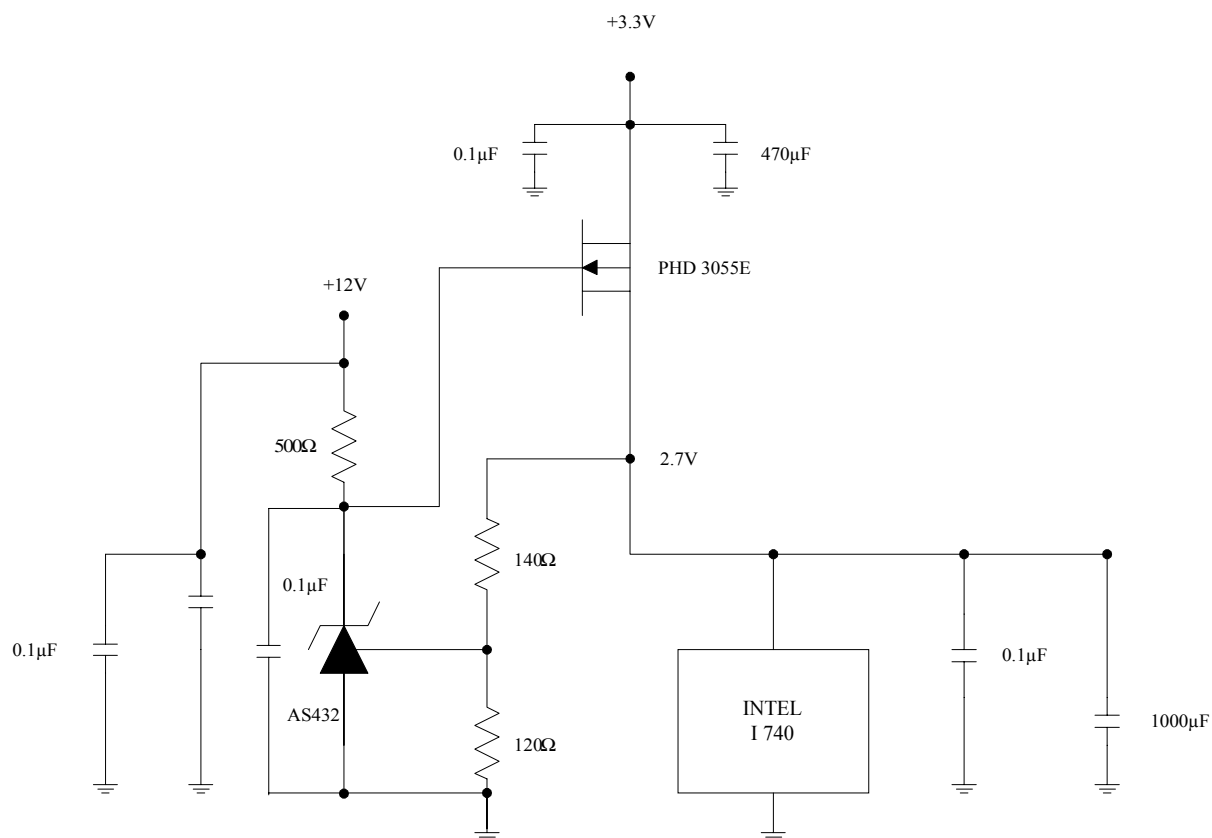 +3.3V
0.1µF
470µF
PHD 3055E
+12V
500Ω
2.7V
140Ω
0.1µF
0.1µF
0.1µF
AS432
INTEL
I 740
120Ω
1000µF